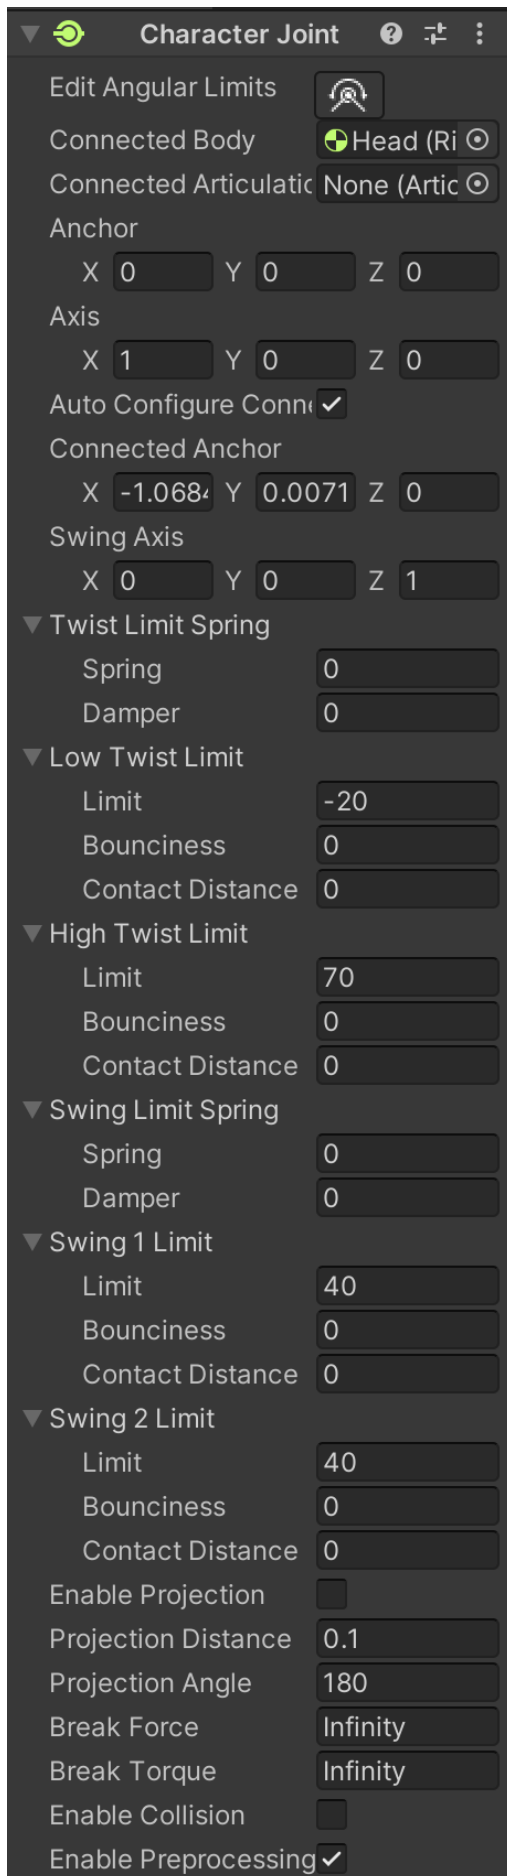 Character Joint
Edit Angular Limits
Connected Body Head (Ri
Connected Articulatic None (Artic
Anchor
X 0 Y 0 Z 0
Axis
X 1 Y 0 Z 0
Auto Configure Conne
Connected Anchor
X -1.0684 Y 0.0071 Z 0
Swing Axis
X 0 Y 0 Z 1
Twist Limit Spring
Spring 0
Damper 0
Low Twist Limit
Limit -20
Bounciness 0
Contact Distance 0
High Twist Limit
Limit 70
Bounciness 0
Contact Distance 0
Swing Limit Spring
Spring 0
Damper 0
Swing 1 Limit
Limit 40
Bounciness 0
Contact Distance 0
Swing 2 Limit
Limit 40
Bounciness 0
Contact Distance 0
Enable Projection
Projection Distance 0.1
Projection Angle 180
Break Force Infinity
Break Torque Infinity
Enable Collision
Enable Preprocessing